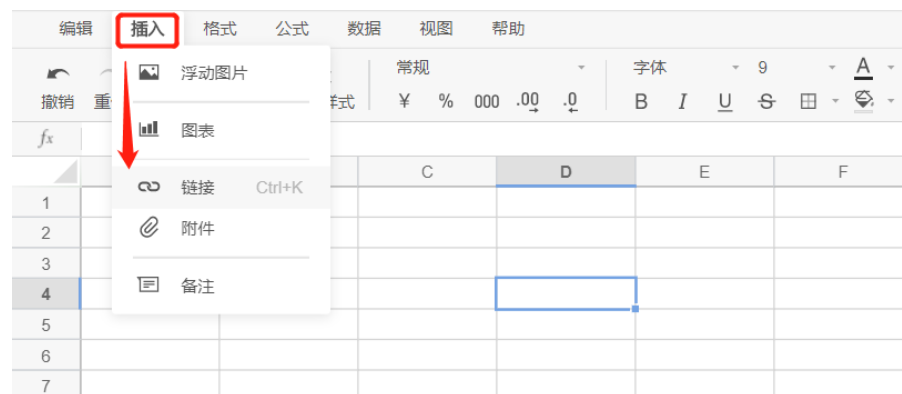 编辑 插入 格式 公式 数据 视图 帮助
浮动图片 常规 字体 9 A
撤销 重 样式 ¥ % 000 .00 .0 B I U S
图表
fx
C D E F
链接 Ctrl+K
1
附件
2
3
备注
4
5
6
7